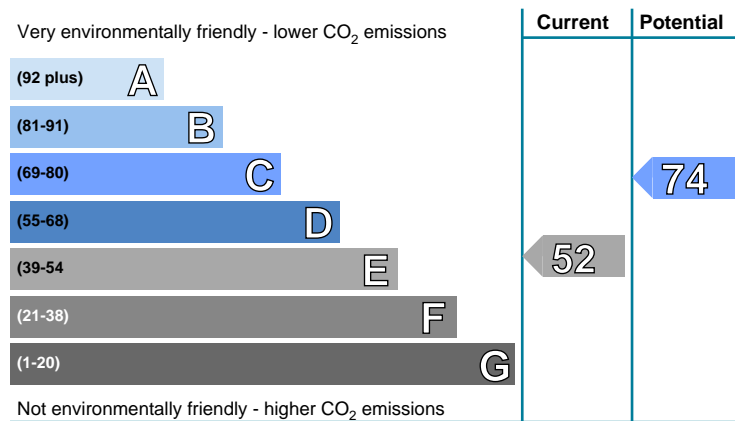 Very environmentally friendly - lower CO₂ emissions
Current
Potential
(92 plus) A
(81-91) B
(69-80) C
(55-68) D
(39-54 E
(21-38) F
(1-20) G
52
74
Not environmentally friendly - higher CO₂ emissions